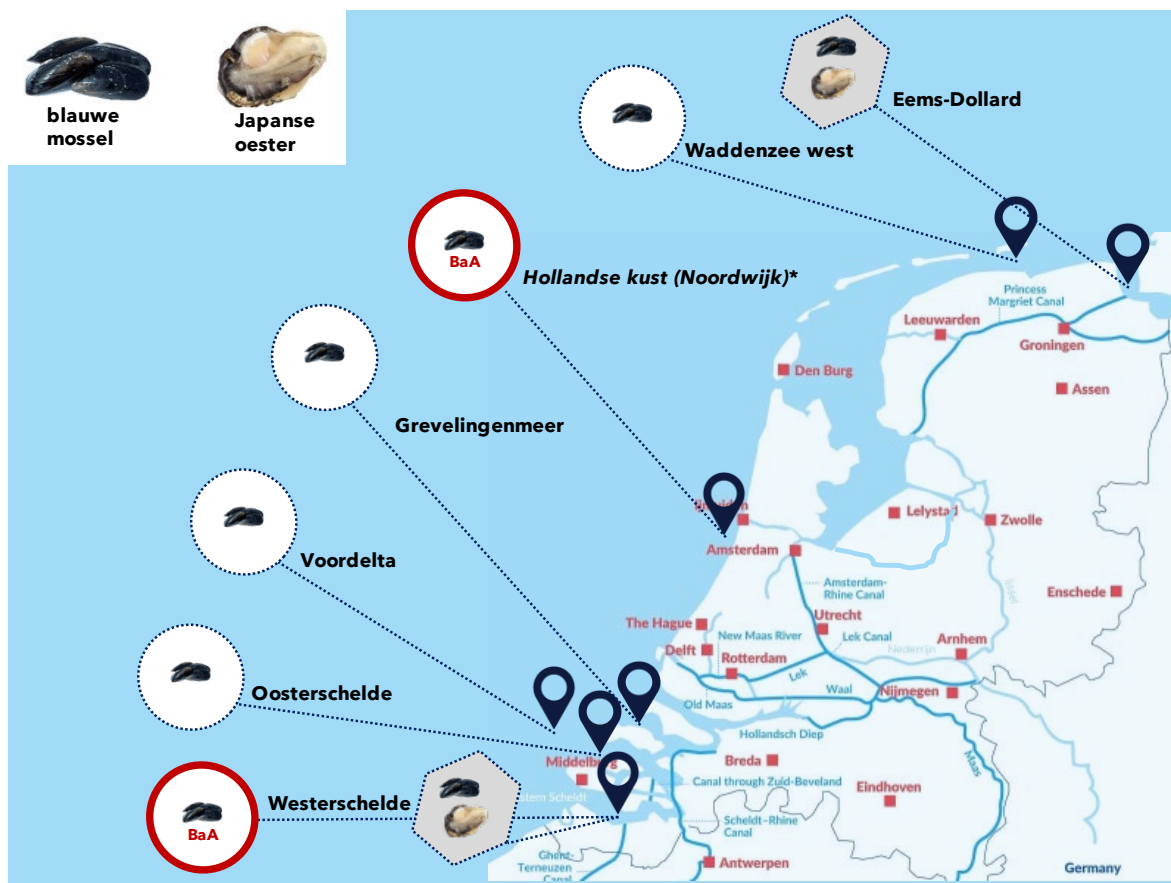 blauwe
mossel
Japanse
oester
Eems-Dollard
Waddenzee west
BaA
Hollandse kust (Noordwijk)*
Princess
Margriet Canal
Leeuwarden
Groningen
Den Burg
Assen
Grevelingenmeer
Lelystad
Zwolle
Amsterdam
Voordelta
Amsterdam-
Rhine Canal
IJssel
Enschede
The Hague
New Maas River
Utrecht
Lek Canal
Arnhem
Delft
Rotterdam
Nederrijn
Lek
Oosterschelde
Old Maas
Waal
Nijmegen
Hollandsch Diep
Middelburg
Breda
Maas
Westerschelde
Canal through Zuid-Beveland
Eindhoven
BaA
Scheldt-Rhine
Canal
Ghent-
Terneuzen
Canal
Antwerpen
Germany